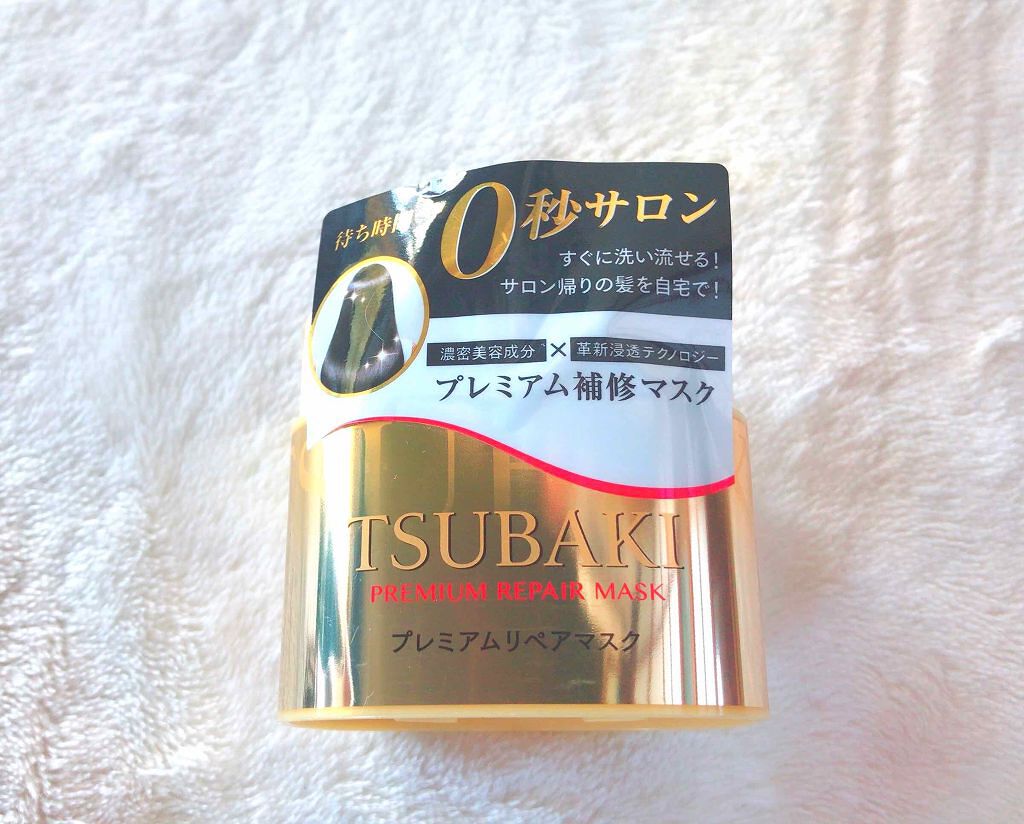 待ち時間
0秒サロン
すぐに洗い流せる!
サロン帰りの髪を自宅で!
濃密美容成分×革新浸透テクノロジー
プレミアム補修マスク
TSUBAKI
PREMIUM REPAIR MASK
プレミアムリペアマスク